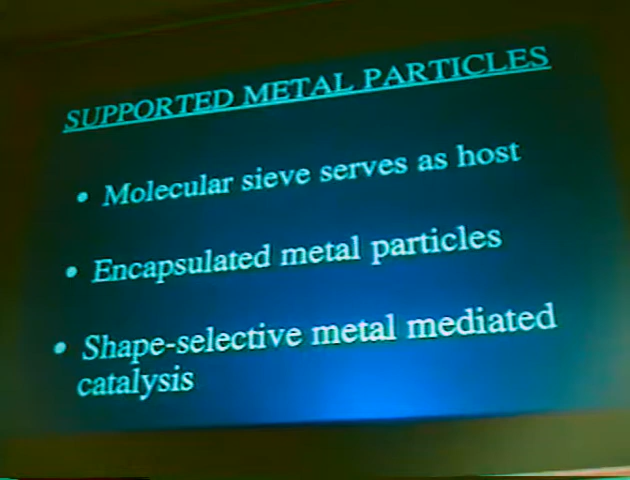 SUPPORTED METAL PARTICLES
• Molecular sieve serves as host
• Encapsulated metal particles
• Shape-selective metal mediated
catalysis